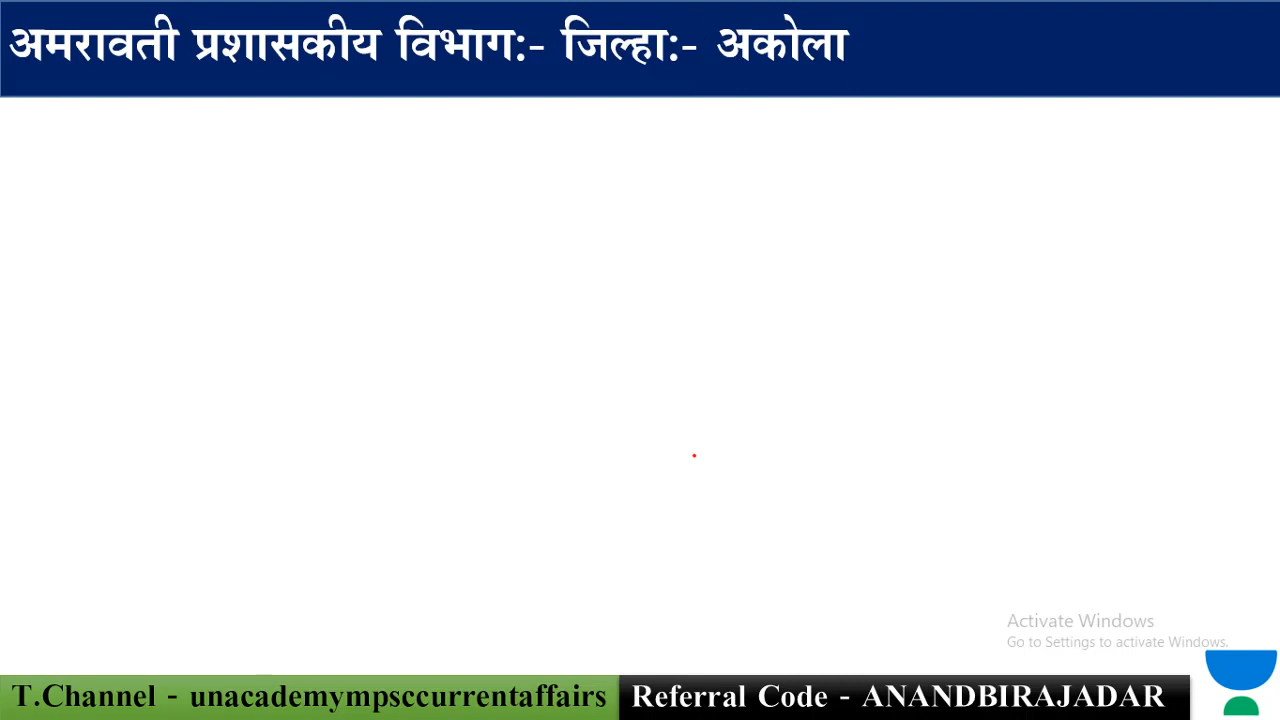 अमरावती प्रशासकीय विभाग:- जिल्हा:- अकोला
Activate Windows
Go to Settings to activate Windows.
T.Channel - unacademympsccurrentaffairs Referral Code - ANANDBIRAJADAR